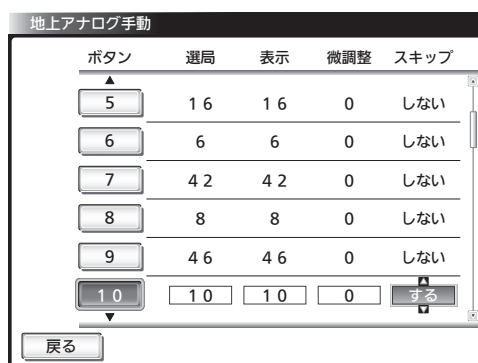 地上アナログ手動
ボタン 選局 表示 微調整 スキップ
5 16 16 0 しない
6 6 6 0 しない
7 42 42 0 しない
8 8 8 0 しない
9 46 46 0 しない
10 10 10 0 する
戻る